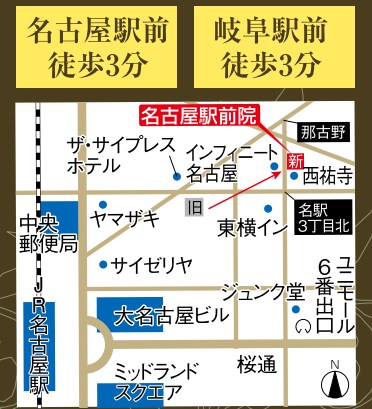 名古屋駅前
徒歩3分
岐阜駅前
徒歩3分
名古屋駅前院
那古野
ザ・サイプレス
ホテル
インフィニート
名古屋
新
西祐寺
旧
名駅
3丁目北
中央
郵便局
ヤマザキ
東横イン
サイゼリヤ
ジュンク堂
ユニモール
6番出口
JR名古屋駅
大名古屋ビル
ミッドランド
スクエア
桜通
N